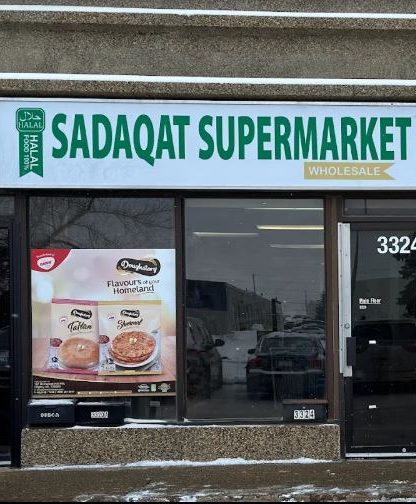 حلال
HALAL
HALAL
FOOD 100%
SADAQAT SUPERMARKET
WHOLESALE
3324
Main Floor
Doughstory
Flavours of your
Homeland
Doughstory
Taftan
Doughstory
Sheermal
3324